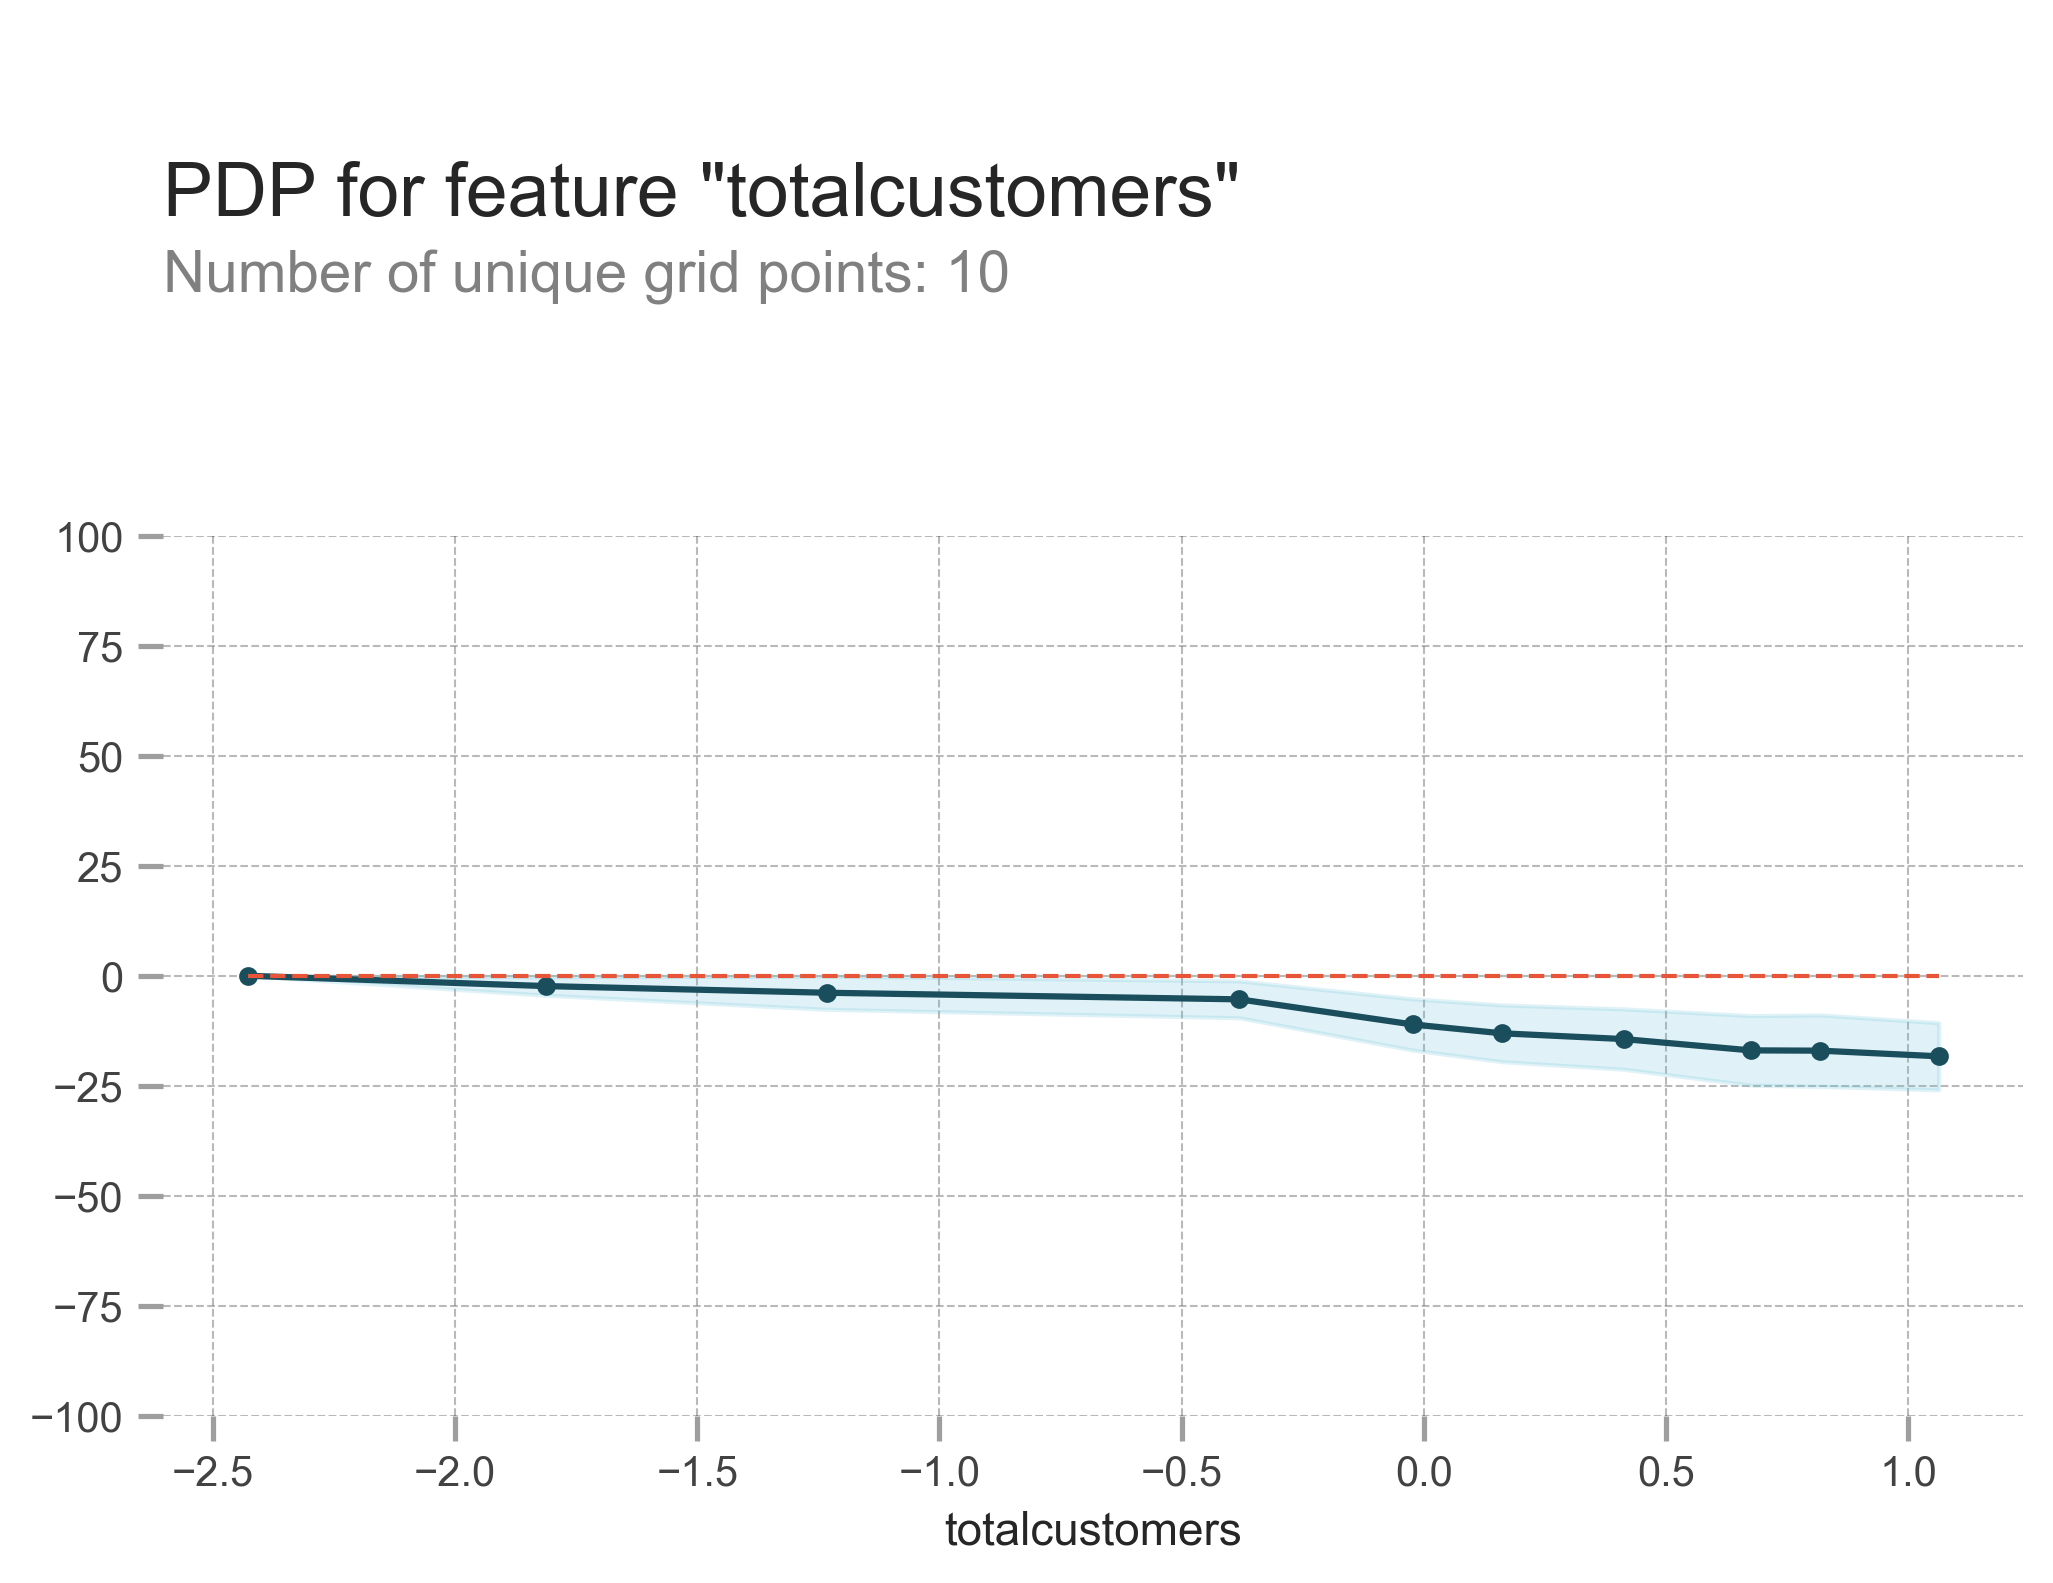 PDP for feature "totalcustomers"
Number of unique grid points: 10
100
75
50
25
0
−25
−50
−75
−100
−2.5 −2.0 −1.5 −1.0 −0.5 0.0 0.5 1.0
totalcustomers